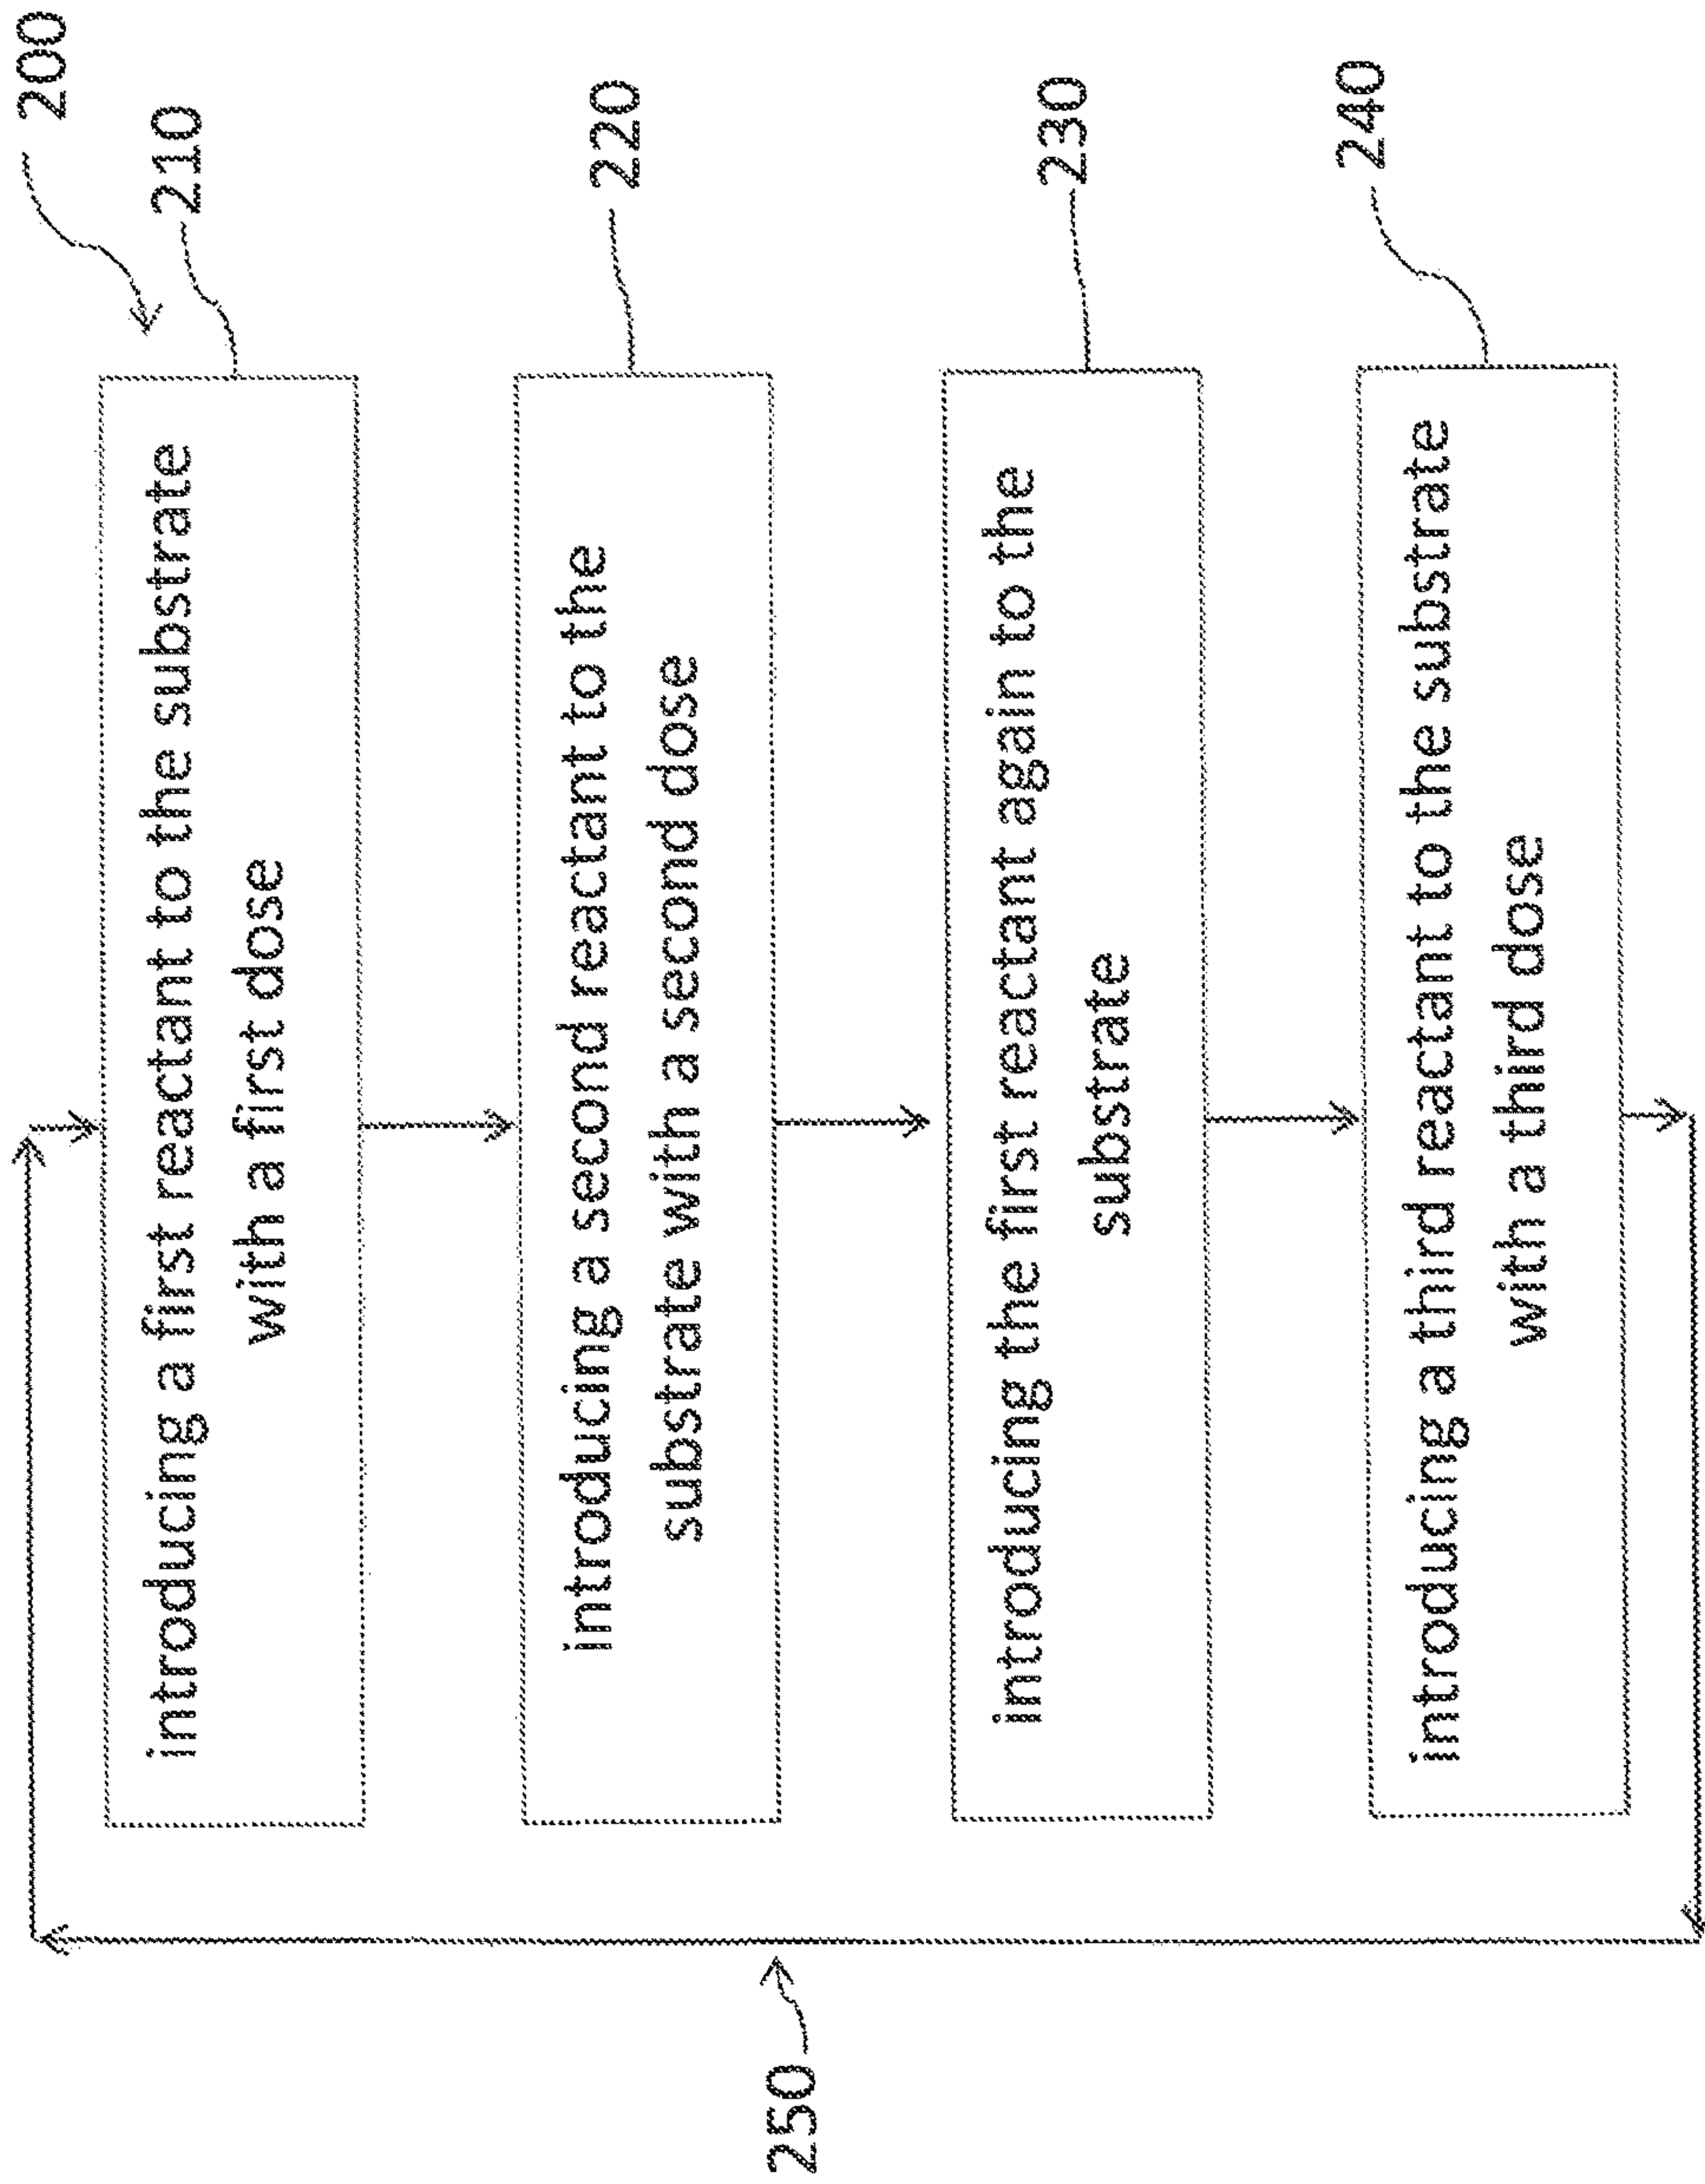 200
210
introducing a first reactant to the substrate
with a first dose
220
introducing a second reactant to the
substrate with a second dose
230
introducing the first reactant again to the
substrate
240
introducing a third reactant to the substrate
with a third dose
250